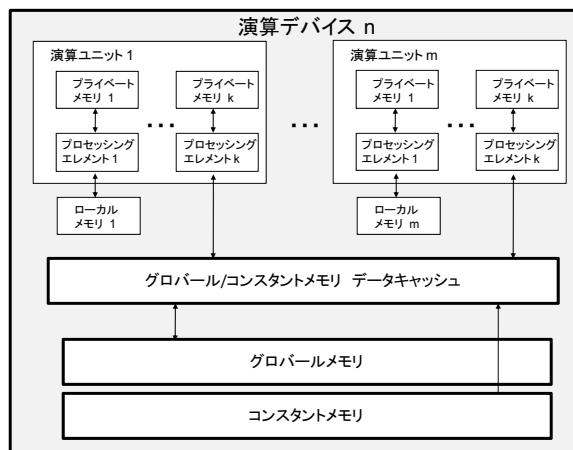 演算デバイス n
演算ユニット 1
演算ユニット m
プライベート
メモリ 1
プライベート
メモリ k
プライベート
メモリ 1
プライベート
メモリ k
プロセッシング
エレメント 1
プロセッシング
エレメント k
プロセッシング
エレメント 1
プロセッシング
エレメント k
ローカル
メモリ 1
ローカル
メモリ m
グロバール/コンスタントメモリ データキャッシュ
グロバールメモリ
コンスタントメモリ